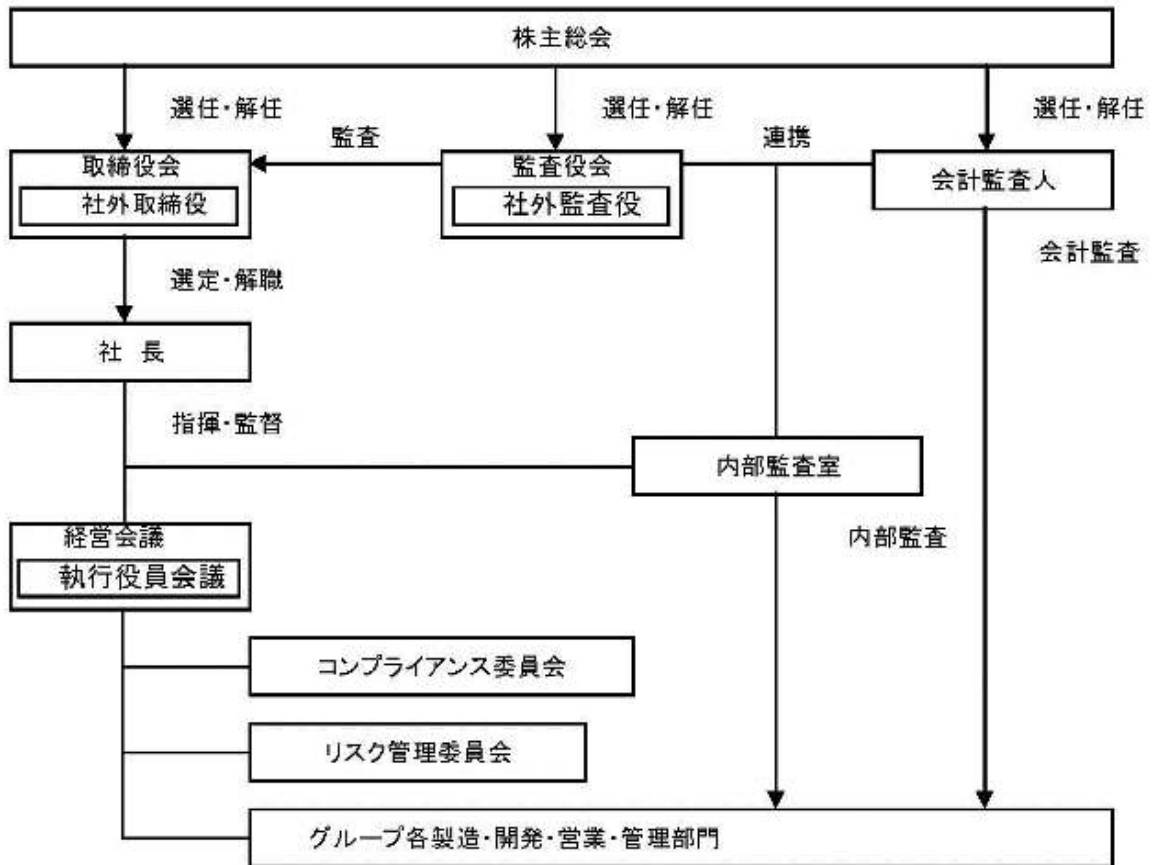 株主総会
選任・解任
選任・解任
選任・解任
監査
連携
取締役会
社外取締役
監査役会
社外監査役
会計監査人
会計監査
選定・解職
社 長
指揮・監督
内部監査室
経営会議
執行役員会議
内部監査
コンプライアンス委員会
リスク管理委員会
グループ各製造・開発・営業・管理部門